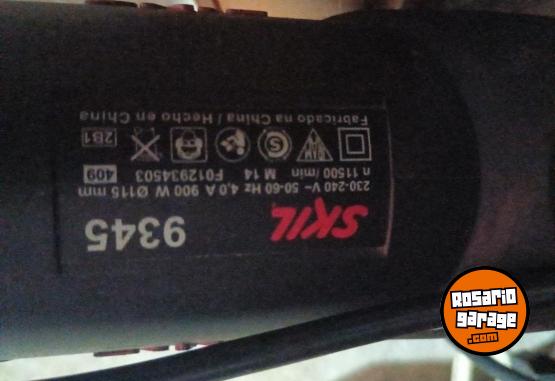 SKIL
9345
230-240 V~ 50-60 Hz 4,0 A 900 W Ø115 mm
n 11500 /min M 14 F012934503 409
S
2B1
Fabricado na China / Hecho en China
Rosario
garage
.com